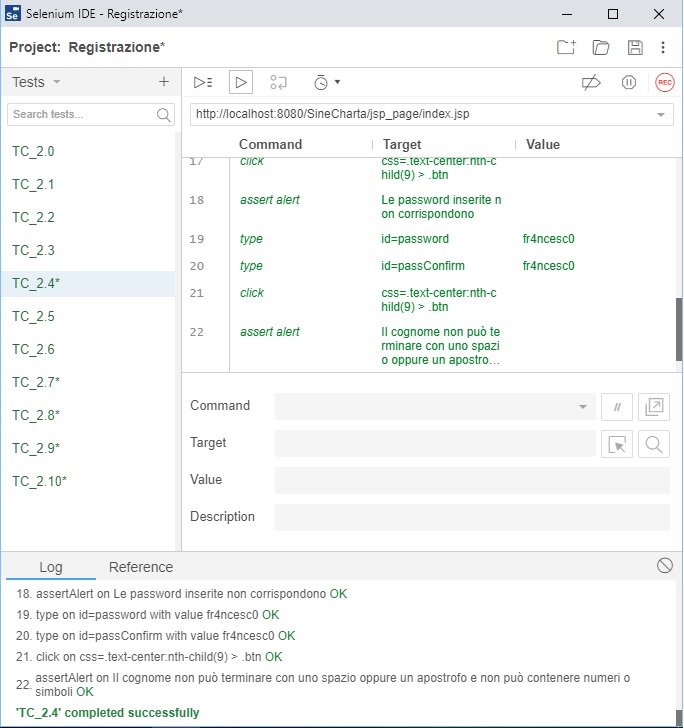 Se Selenium IDE - Registrazione*
Project: Registrazione*
Tests
REC
Search tests...
http://localhost:8080/SineCharta/jsp_page/index.jsp
Command Target Value
TC_2.0
TC_2.1
TC_2.2
TC_2.3
TC_2.4*
TC_2.5
TC_2.6
TC_2.7*
TC_2.8*
TC_2.9*
TC_2.10*
17 click css=.text-center:nth-c
hild(9) > .btn
18 assert alert Le password inserite n
on corrispondono
19 type id=password fr4ncesc0
20 type id=passConfirm fr4ncesc0
21 click css=.text-center:nth-c
hild(9) > .btn
22 assert alert Il cognome non può te
rminare con uno spazi
o oppure un apostro...
Command //
Target
Value
Description
Log Reference
18. assertAlert on Le password inserite non corrispondono OK
19. type on id=password with value fr4ncesc0 OK
20. type on id=passConfirm with value fr4ncesc0 OK
21. click on css=.text-center:nth-child(9) > .btn OK
22. assertAlert on Il cognome non può terminare con uno spazio oppure un apostrofo e non può contenere numeri o
simboli OK
'TC_2.4' completed successfully